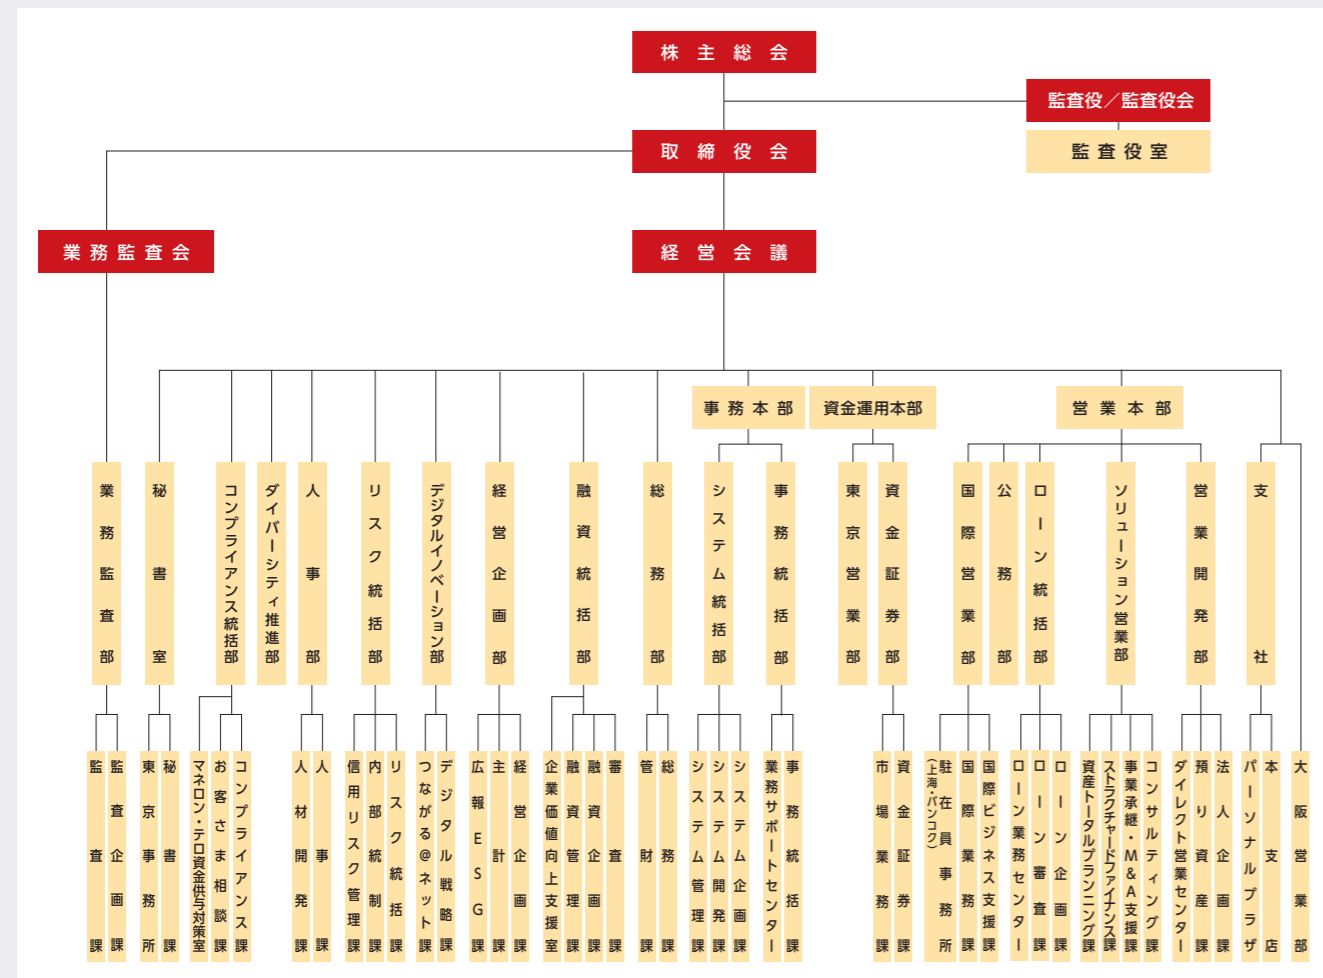 株主総会
監査役／監査役会
取締役会
監査役室
業務監査会
経営会議
事務本部
資金運用本部
営業本部
業務監査部
秘書室
コンプライアンス統括部
ダイバーシティ推進部
人事部
リスク統括部
デジタルイノベーション部
経営企画部
融資統括部
総務部
システム統括部
事務統括部
東京営業部
資金証券部
国際営業部
公務部
ローン統括部
ソリューション営業部
営業開発部
支社
監査課
監査企画課
東京事務所
秘書課
マネロン・テロ資金供与対策室
お客さま相談課
コンプライアンス課
人材開発課
人事課
信用リスク管理課
内部統制課
リスク統括課
つながる＠ネット課
デジタル戦略課
広報ESG課
主計課
経営企画課
企業価値向上支援室
融資管理課
融資企画課
審査課
管財課
総務課
システム管理課
システム開発課
システム企画課
業務サポートセンター
事務統括課
市場業務課
資金証券課
駐在員事務所
（上海・バンコク）
国際業務課
国際ビジネス支援課
ローン業務センター
ローン審査課
ローン企画課
資産トータルプランニング課
ストラクチャードファイナンス課
事業承継・M&A支援課
コンサルティング課
ダイレクト営業センター
預り資産課
法人企画課
パーソナルプラザ
本支店
大阪営業部